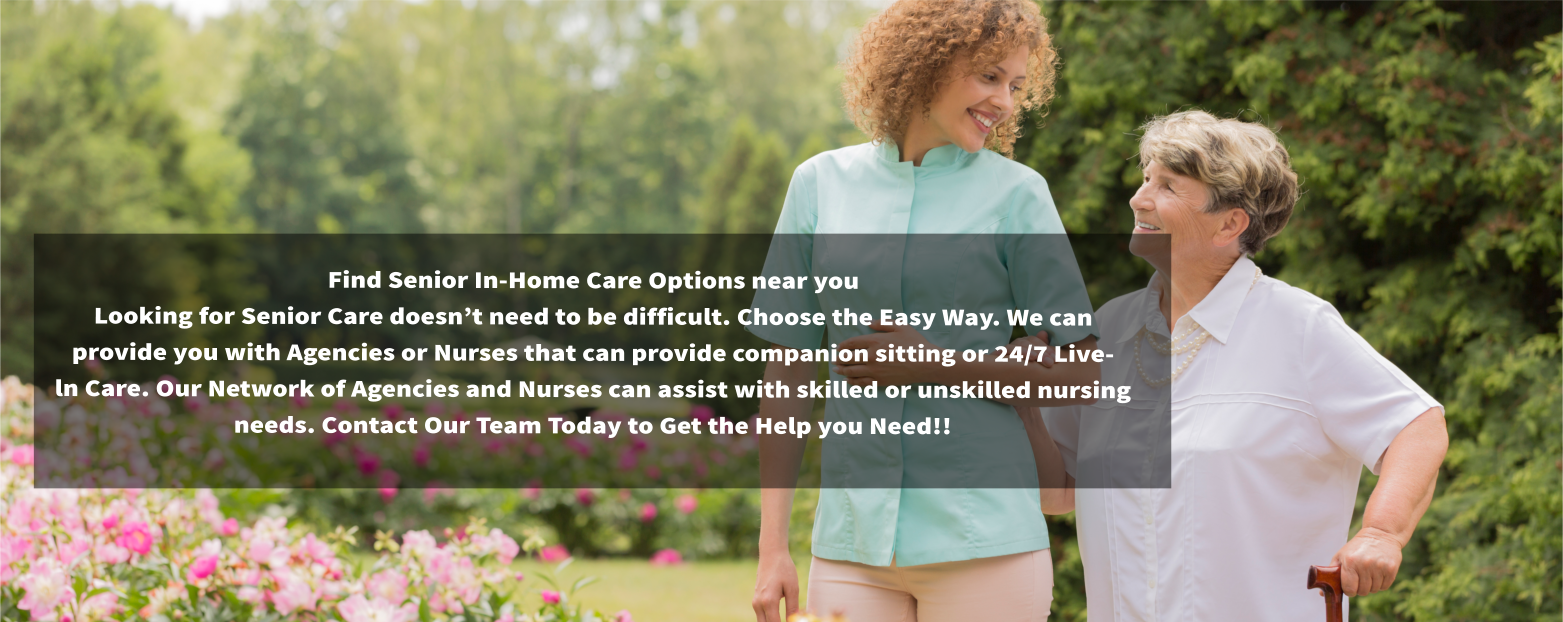 Find Senior In-Home Care Options near you
Looking for Senior Care doesn’t need to be difficult. Choose the Easy Way. We can
provide you with Agencies or Nurses that can provide companion sitting or 24/7 Live-
ln Care. Our Network of Agencies and Nurses can assist with skilled or unskilled nursing
needs. Contact Our Team Today to Get the Help you Need!!